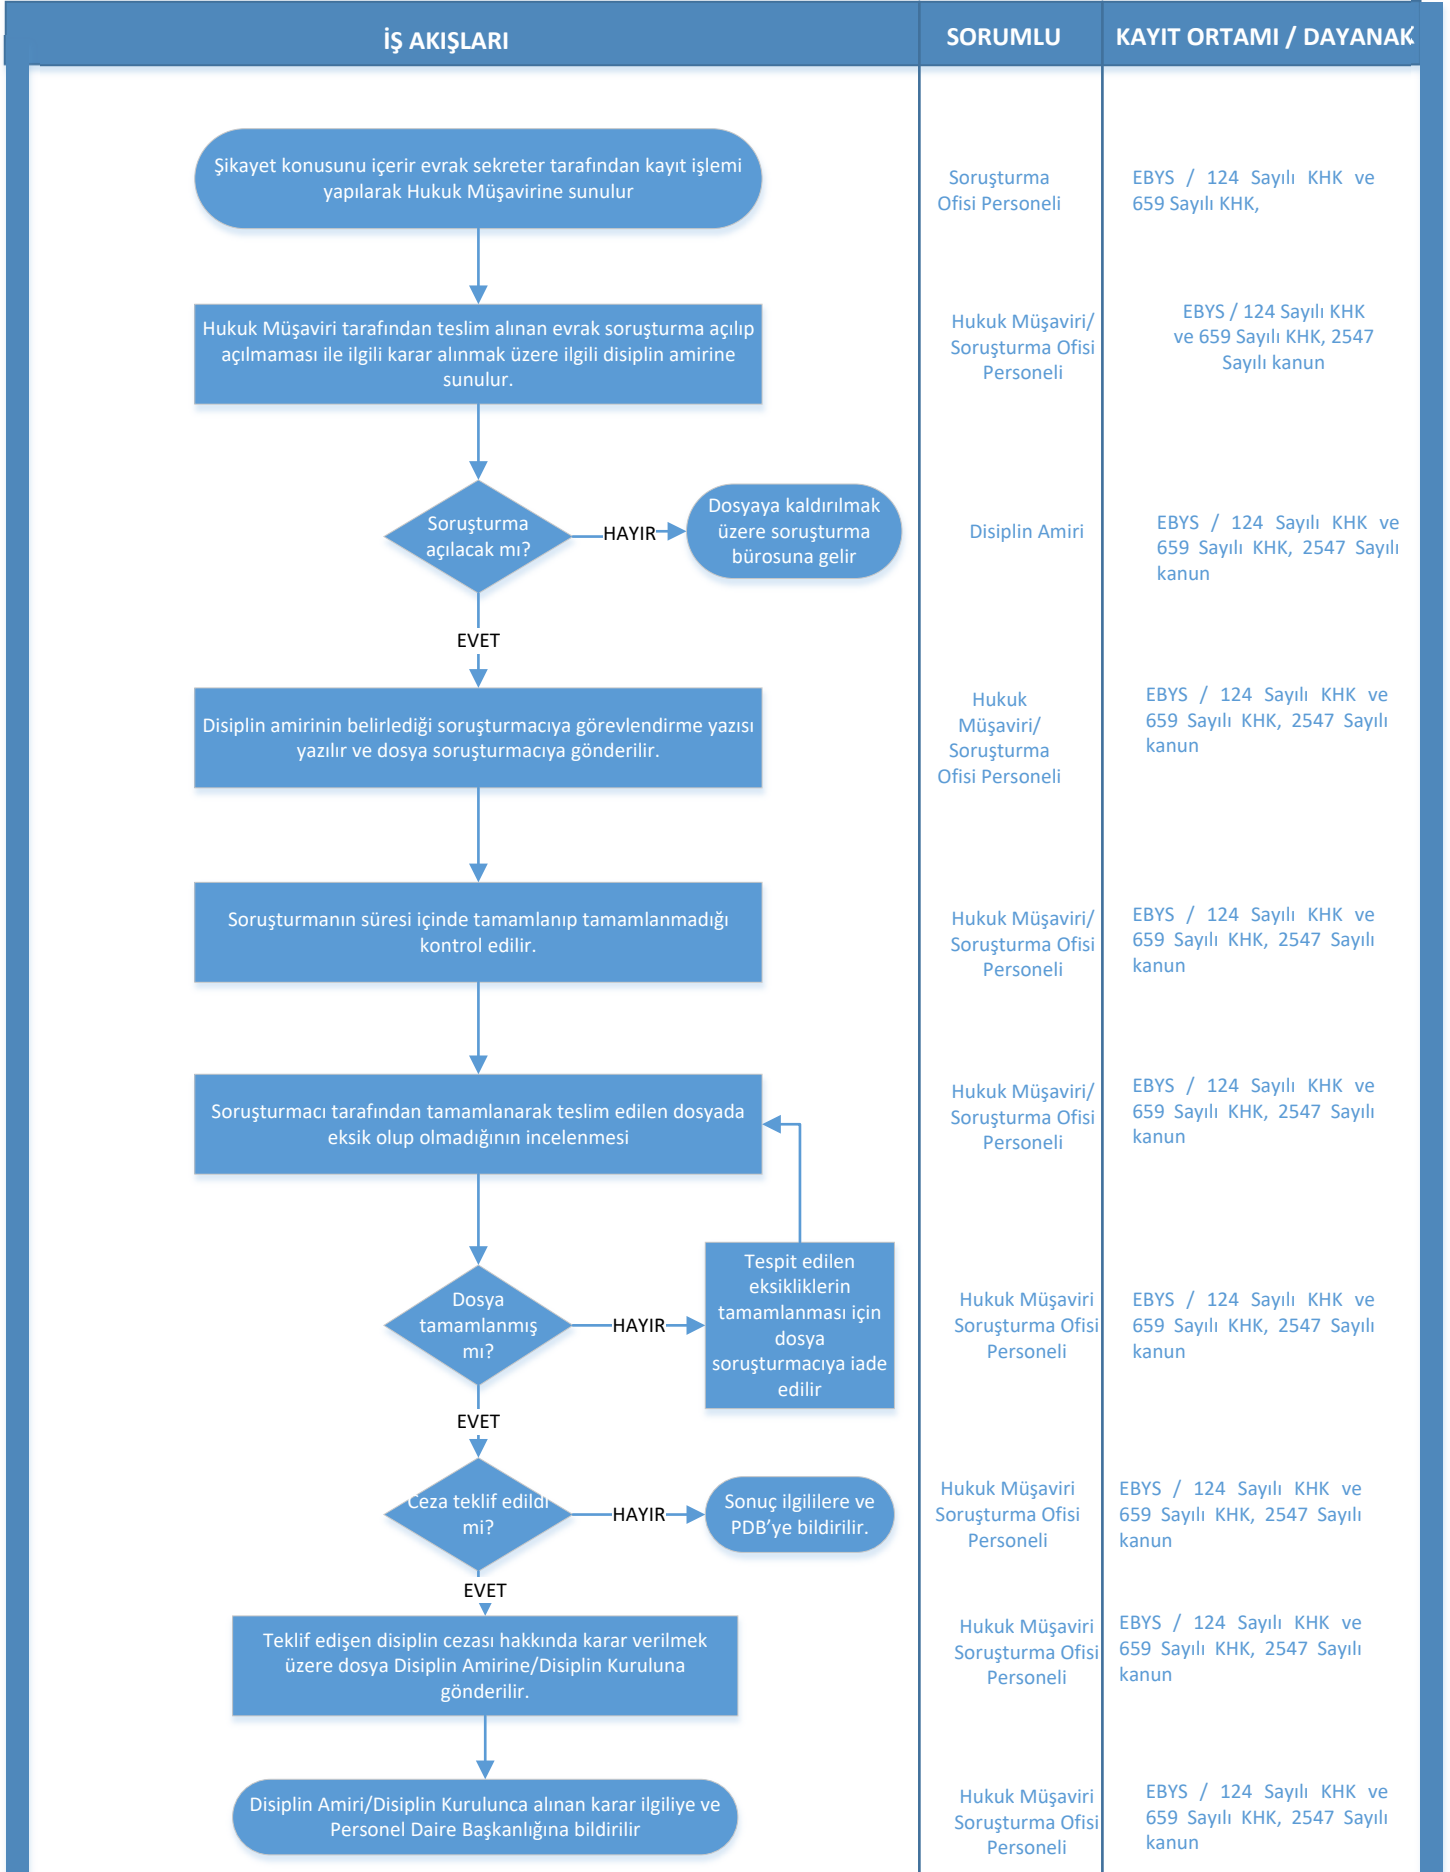 İŞ AKIŞLARI
SORUMLU
KAYIT ORTAMI / DAYANAK
Şikayet konusunu içerir evrak sekreter tarafından kayıt işlemi
yapılarak Hukuk Müşavirine sunulur
Soruşturma
Ofisi Personeli
EBYS / 124 Sayılı KHK ve
659 Sayılı KHK,
Hukuk Müşaviri tarafından teslim alınan evrak soruşturma açılıp
açılmaması ile ilgili karar alınmak üzere ilgili disiplin amirine
sunulur.
Hukuk Müşaviri/
Soruşturma Ofisi
Personeli
EBYS / 124 Sayılı KHK
ve 659 Sayılı KHK, 2547
Sayılı kanun
Soruşturma
açılacak mı?
HAYIR
Dosyaya kaldırılmak
üzere soruşturma
bürosuna gelir
Disiplin Amiri
EBYS / 124 Sayılı KHK ve
659 Sayılı KHK, 2547 Sayılı
kanun
EVET
Disiplin amirinin belirlediği soruşturmacıya görevlendirme yazısı
yazılır ve dosya soruşturmacıya gönderilir.
Hukuk
Müşaviri/
Soruşturma
Ofisi Personeli
EBYS / 124 Sayılı KHK ve
659 Sayılı KHK, 2547 Sayılı
kanun
Soruşturmanın süresi içinde tamamlanıp tamamlanmadığı
kontrol edilir.
Hukuk Müşaviri/
Soruşturma Ofisi
Personeli
EBYS / 124 Sayılı KHK ve
659 Sayılı KHK, 2547 Sayılı
kanun
Soruşturmacı tarafından tamamlanarak teslim edilen dosyada
eksik olup olmadığının incelenmesi
Hukuk Müşaviri/
Soruşturma Ofisi
Personeli
EBYS / 124 Sayılı KHK ve
659 Sayılı KHK, 2547 Sayılı
kanun
Dosya
tamamlanmış
mı?
HAYIR
Tespit edilen
eksikliklerin
tamamlanması için
dosya
soruşturmacıya iade
edilir
Hukuk Müşaviri
Soruşturma Ofisi
Personeli
EBYS / 124 Sayılı KHK ve
659 Sayılı KHK, 2547 Sayılı
kanun
EVET
Ceza teklif edildi
mi?
HAYIR
Sonuç ilgililere ve
PDB’ye bildirilir.
Hukuk Müşaviri
Soruşturma Ofisi
Personeli
EBYS / 124 Sayılı KHK ve
659 Sayılı KHK, 2547 Sayılı
kanun
EVET
Teklif edişen disiplin cezası hakkında karar verilmek
üzere dosya Disiplin Amirine/Disiplin Kuruluna
gönderilir.
Hukuk Müşaviri
Soruşturma Ofisi
Personeli
EBYS / 124 Sayılı KHK ve
659 Sayılı KHK, 2547 Sayılı
kanun
Disiplin Amiri/Disiplin Kurulunca alınan karar ilgiliye ve
Personel Daire Başkanlığına bildirilir
Hukuk Müşaviri
Soruşturma Ofisi
Personeli
EBYS / 124 Sayılı KHK ve
659 Sayılı KHK, 2547 Sayılı
kanun